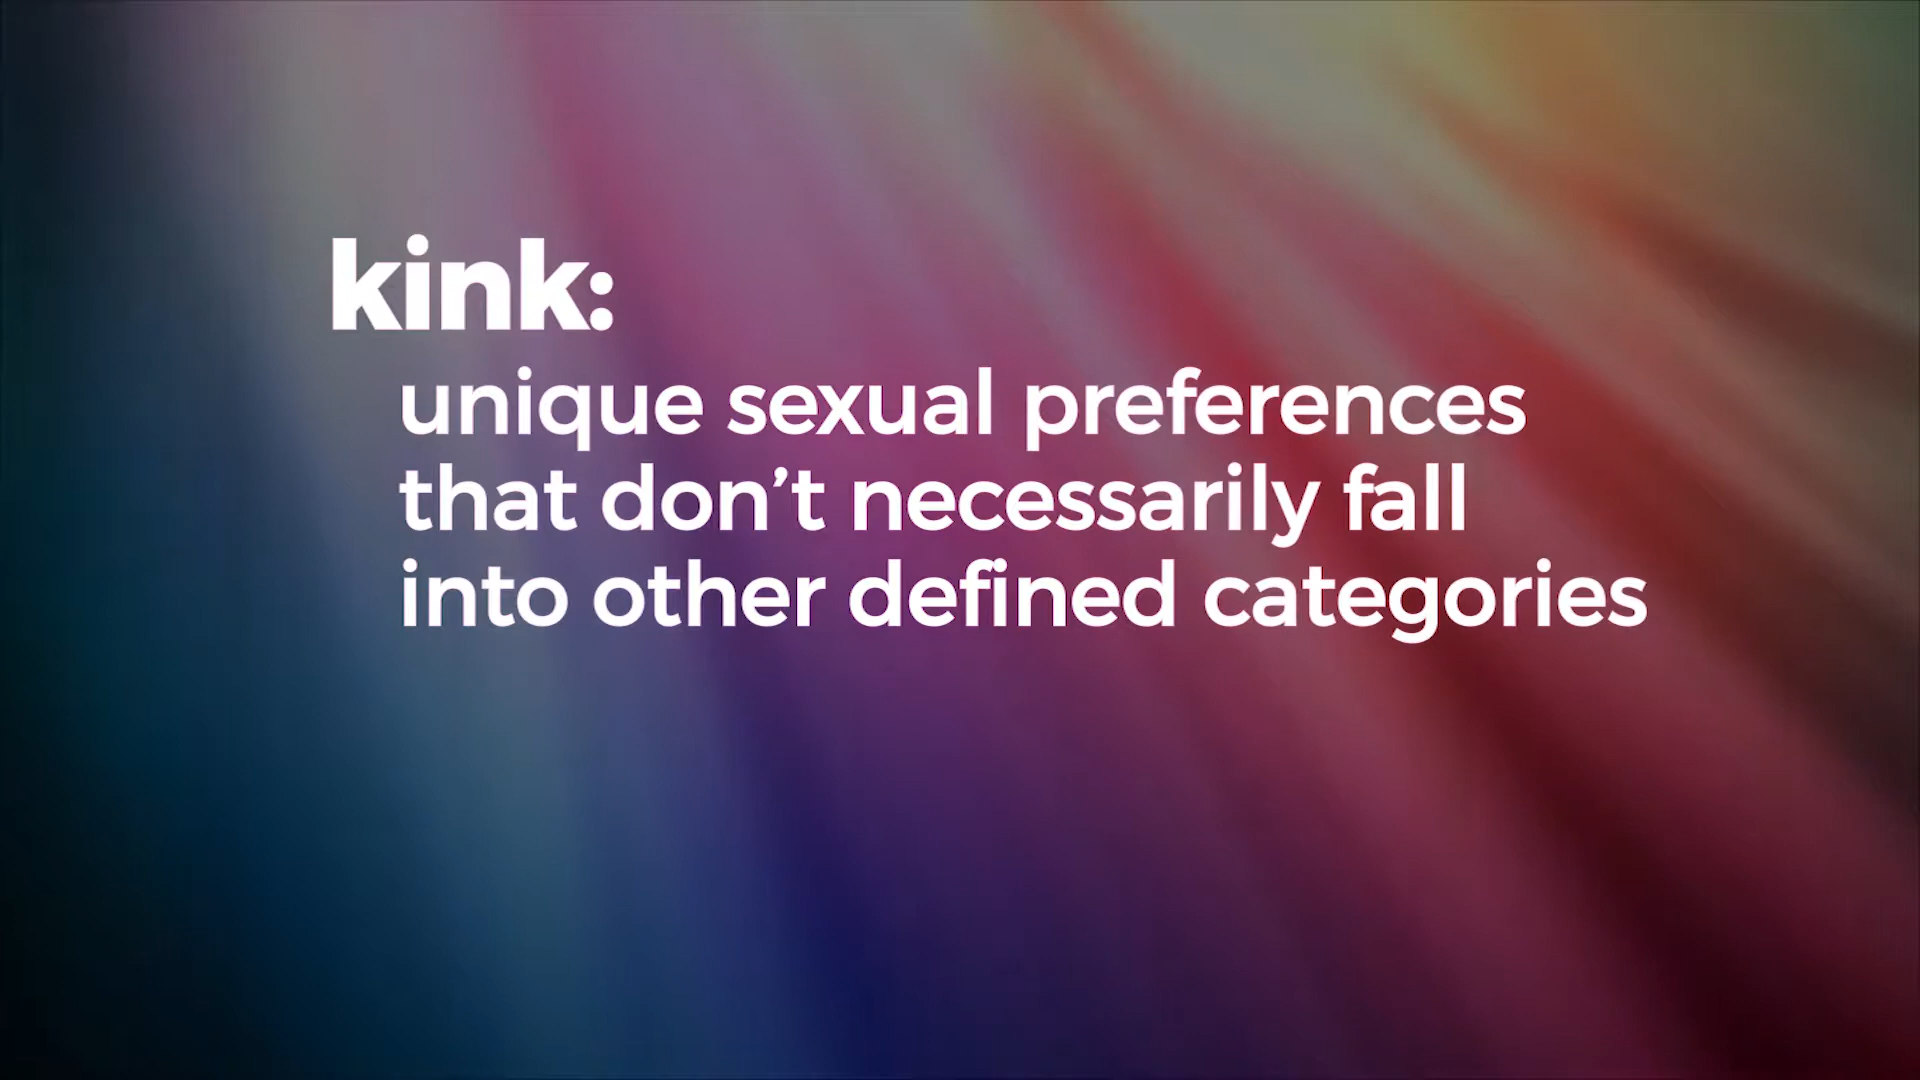 kink:
unique sexual preferences
that don’t necessarily fall
into other defined categories